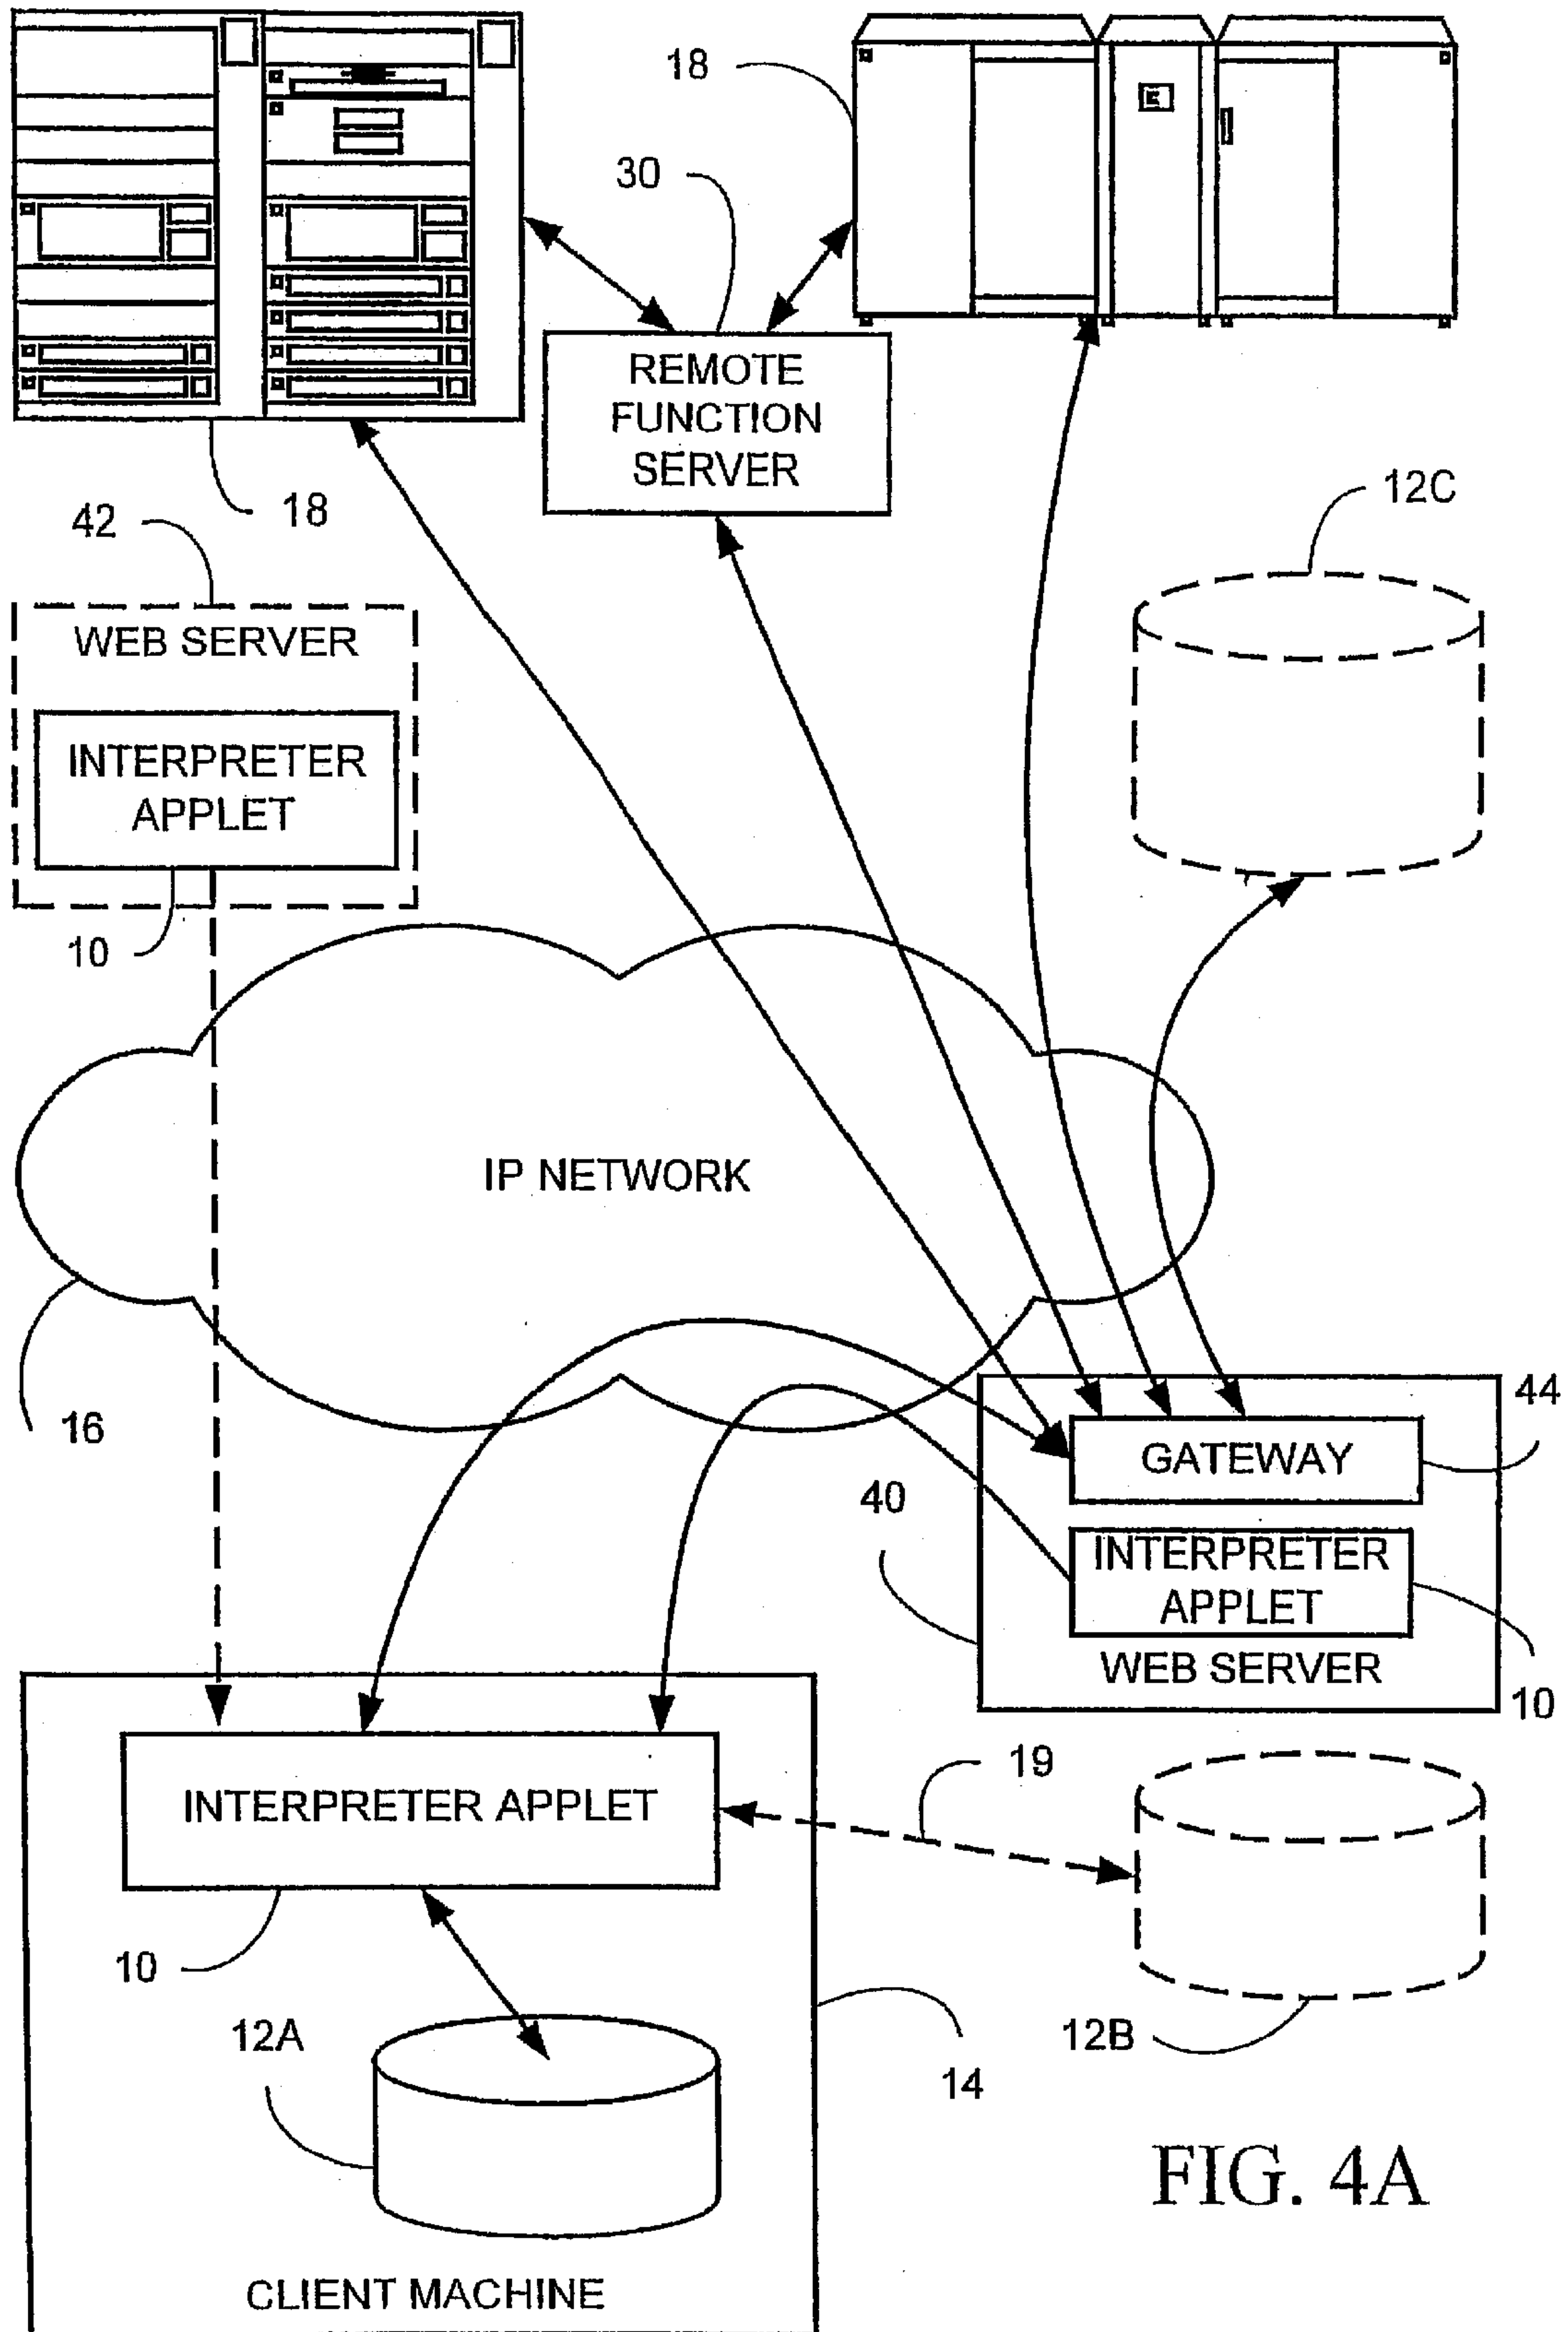 18
30
REMOTE
FUNCTION
SERVER
18
42
12C
WEB SERVER
INTERPRETER
APPLET
10
IP NETWORK
16
44
GATEWAY
40
INTERPRETER
APPLET
WEB SERVER
10
19
INTERPRETER APPLET
10
12A
12B
14
FIG. 4A
CLIENT MACHINE